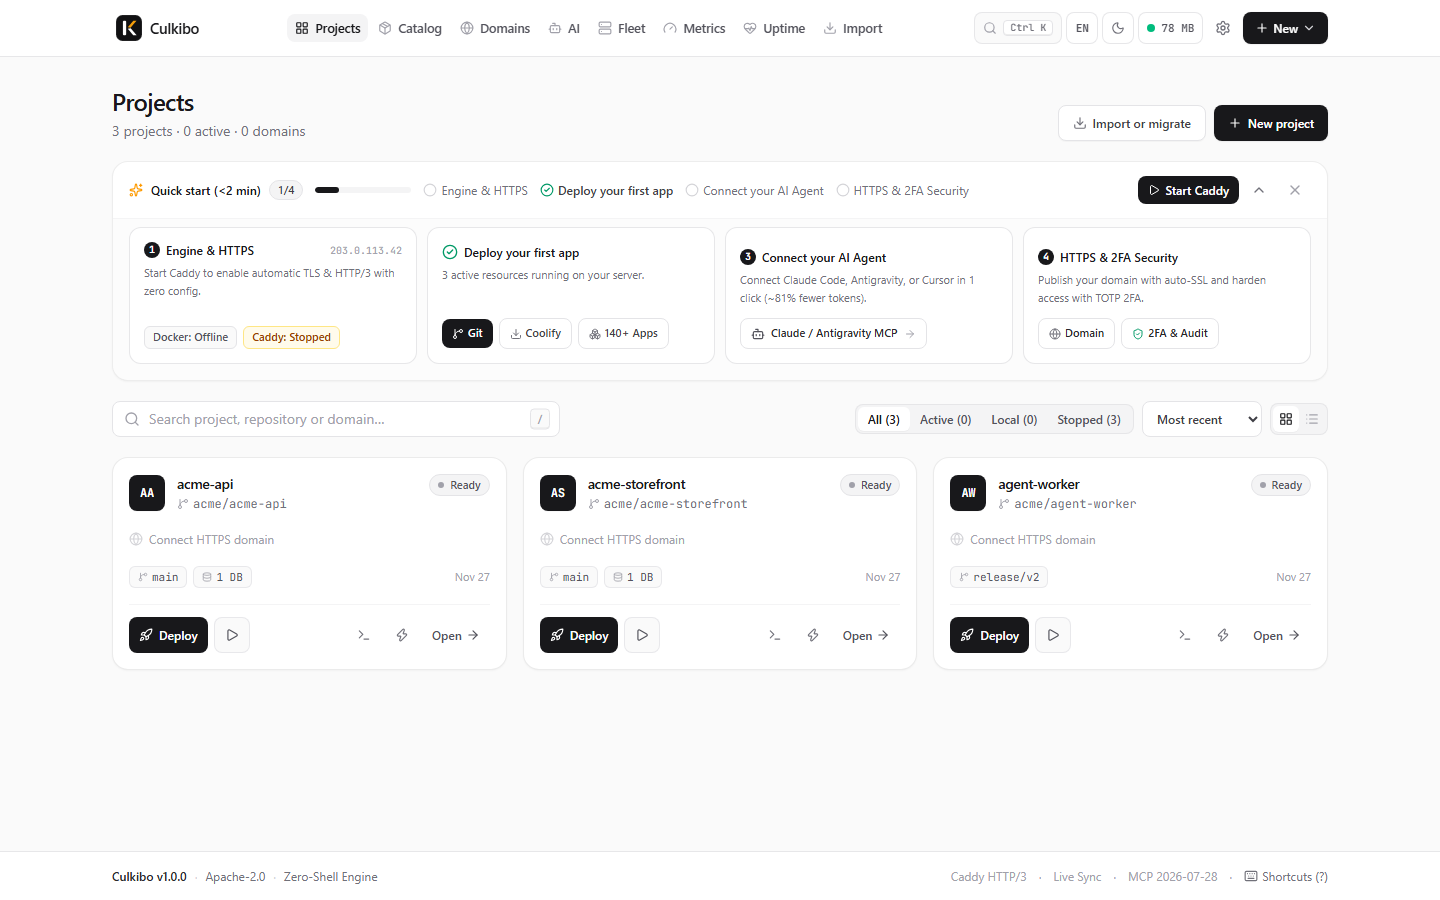 Culkibo
Projects
Catalog
Domains
AI
Fleet
Metrics
Uptime
Import
Ctrl K
EN
78 MB
New
Projects
3 projects · 0 active · 0 domains
Import or migrate
New project
Quick start (<2 min)
1/4
Engine & HTTPS
Deploy your first app
Connect your AI Agent
HTTPS & 2FA Security
Start Caddy
1 Engine & HTTPS
203.0.113.42
Start Caddy to enable automatic TLS & HTTP/3 with
zero config.
Docker: Offline
Caddy: Stopped
Deploy your first app
3 active resources running on your server.
Git
Coolify
140+ Apps
3 Connect your AI Agent
Connect Claude Code, Antigravity, or Cursor in 1
click (~81% fewer tokens).
Claude / Antigravity MCP →
4 HTTPS & 2FA Security
Publish your domain with auto-SSL and harden
access with TOTP 2FA.
Domain
2FA & Audit
Search project, repository or domain...
/
All (3)
Active (0)
Local (0)
Stopped (3)
Most recent
AA
acme-api
acme/acme-api
Ready
Connect HTTPS domain
main
1 DB
Nov 27
Deploy
Open →
AS
acme-storefront
acme/acme-storefront
Ready
Connect HTTPS domain
main
1 DB
Nov 27
Deploy
Open →
AW
agent-worker
acme/agent-worker
Ready
Connect HTTPS domain
release/v2
Nov 27
Deploy
Open →
Culkibo v1.0.0 · Apache-2.0 · Zero-Shell Engine
Caddy HTTP/3 · Live Sync · MCP 2026-07-28 · Shortcuts (?)